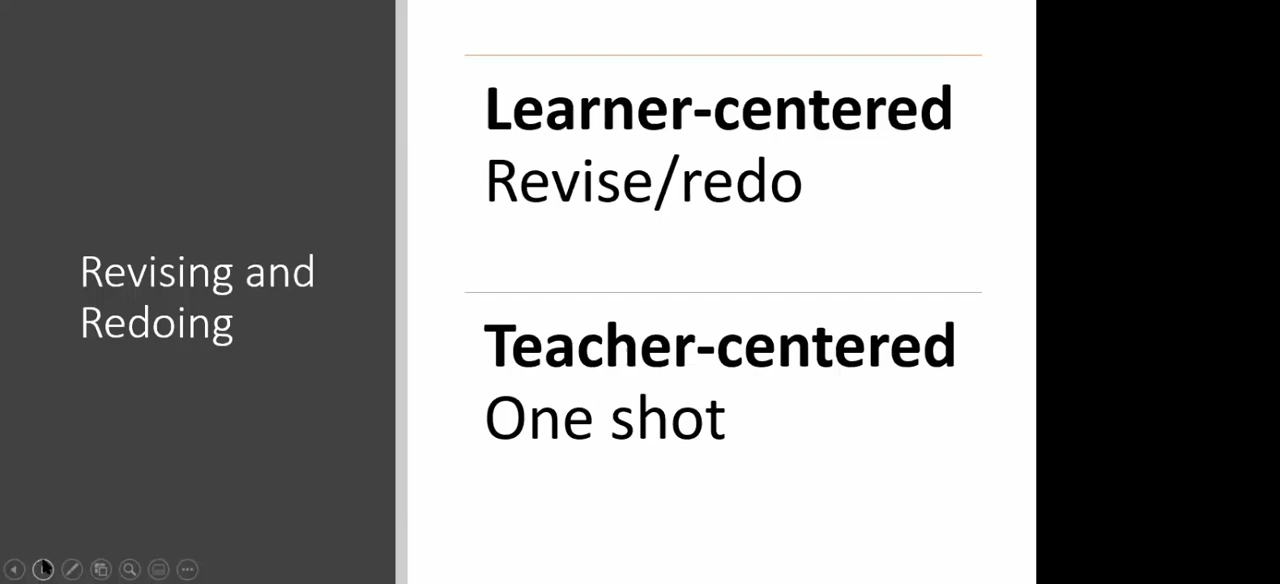 Revising and
Redoing
Learner-centered
Revise/redo
Teacher-centered
One shot